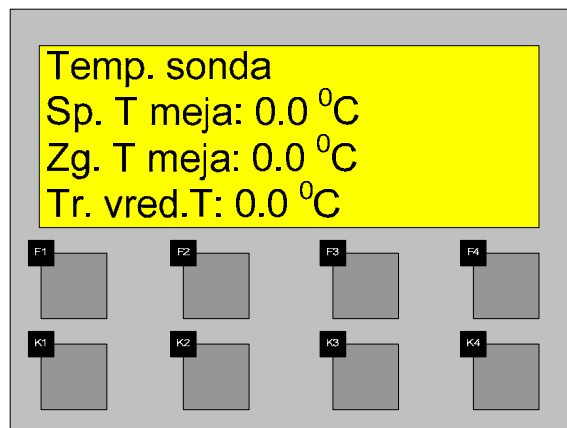 Temp. sonda
Sp. T meja: 0.0 ⁰C
Zg. T meja: 0.0 ⁰C
Tr. vred.T: 0.0 ⁰C
F1 F2 F3 F4
K1 K2 K3 K4